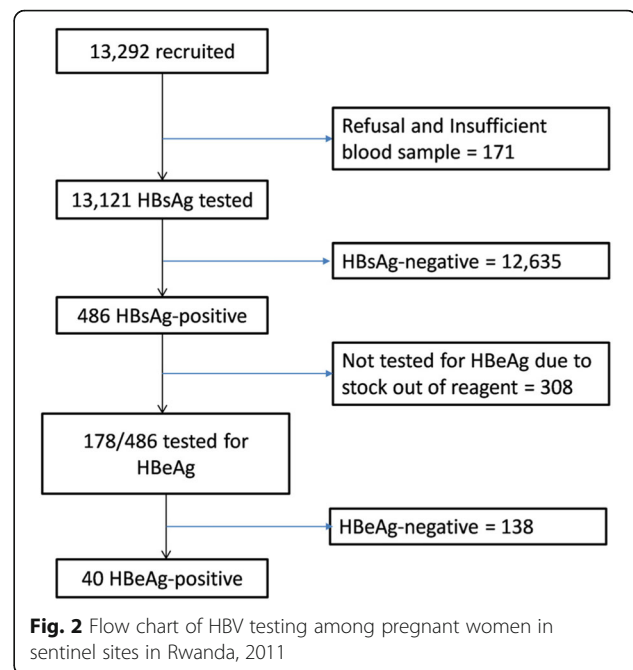 13,292 recruited
Refusal and Insufficient
blood sample = 171
13,121 HBsAg tested
HBsAg-negative = 12,635
486 HBsAg-positive
Not tested for HBeAg due to
stock out of reagent = 308
178/486 tested for
HBeAg
HBeAg-negative = 138
40 HBeAg-positive
Fig. 2 Flow chart of HBV testing among pregnant women in
sentinel sites in Rwanda, 2011